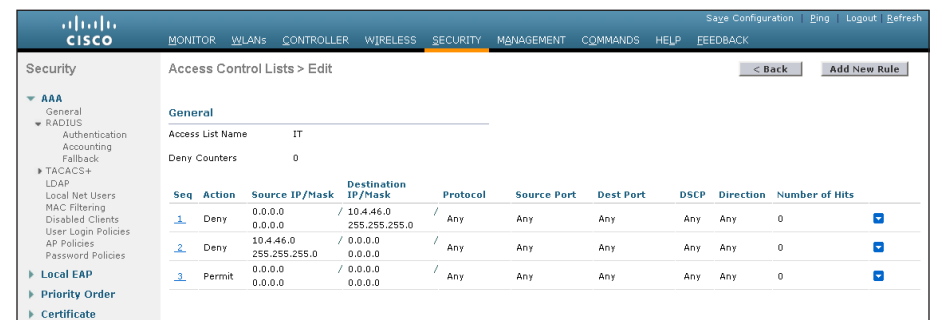 Save Configuration | Ping | Logout | Refresh
CISCO
MONITOR WLANs CONTROLLER WIRELESS SECURITY MANAGEMENT COMMANDS HELP FEEDBACK
Security
Access Control Lists > Edit
< Back
Add New Rule
AAA
General
RADIUS
Authentication
Accounting
Fallback
TACACS+
LDAP
Local Net Users
MAC Filtering
Disabled Clients
User Login Policies
AP Policies
Password Policies
Local EAP
Priority Order
Certificate
General
Access List Name IT
Deny Counters 0
Seq Action Source IP/Mask Destination IP/Mask Protocol Source Port Dest Port DSCP Direction Number of Hits
1 Deny 0.0.0.0 / 0.0.0.0 10.4.46.0 / 255.255.255.0 Any Any Any Any Any 0
2 Deny 10.4.46.0 / 255.255.255.0 0.0.0.0 / 0.0.0.0 Any Any Any Any Any 0
3 Permit 0.0.0.0 / 0.0.0.0 0.0.0.0 / 0.0.0.0 Any Any Any Any Any 0